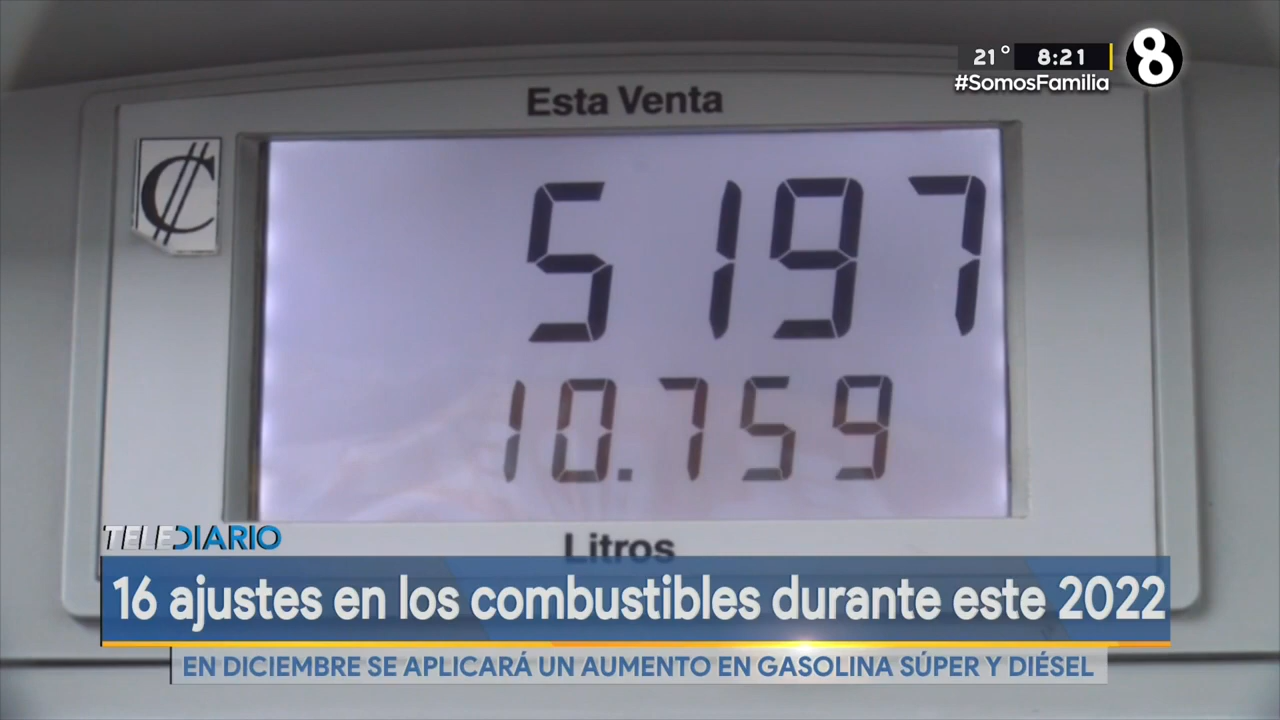 21° 8:21 8
#SomosFamilia
Esta Venta
₡
5197
10.759
Litros
TELEDIARIO
16 ajustes en los combustibles durante este 2022
EN DICIEMBRE SE APLICARÁ UN AUMENTO EN GASOLINA SÚPER Y DIÉSEL